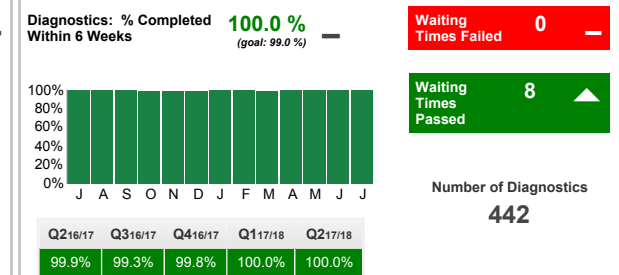 Diagnostics: % Completed
Within 6 Weeks
100.0 %
(goal: 99.0 %)
Waiting
Times Failed
0
Waiting
Times
Passed
8
100%
80%
60%
40%
20%
0%
J A S O N D J F M A M J J
Number of Diagnostics
442
Q216/17 Q316/17 Q416/17 Q117/18 Q217/18
99.9% 99.3% 99.8% 100.0% 100.0%